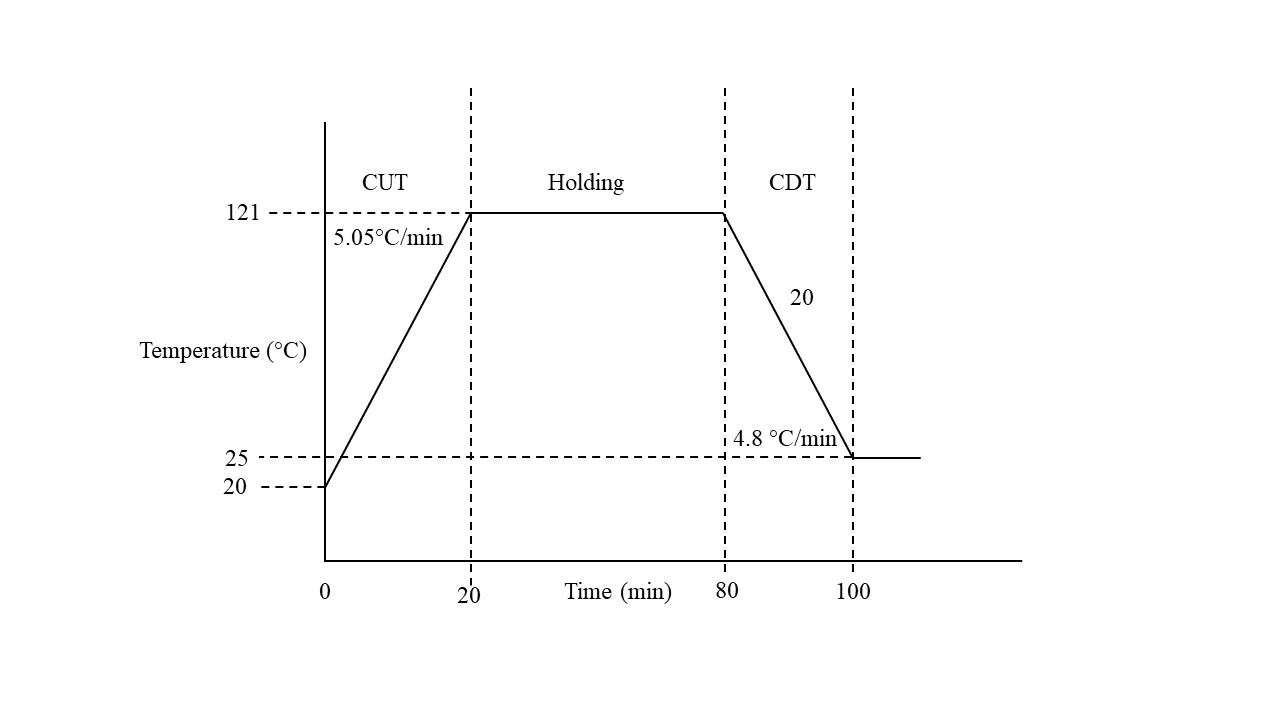 CUT
Holding
CDT
121
5.05°C/min
20
Temperature (°C)
4.8 °C/min
25
20
0
20
Time (min)
80
100